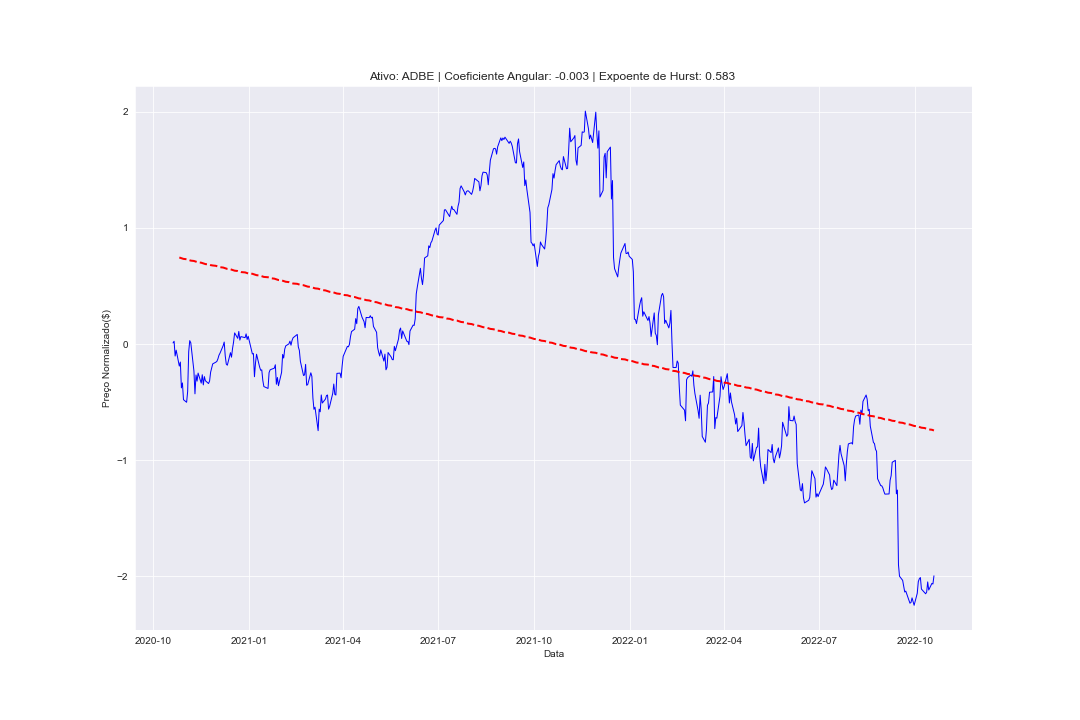 Ativo: ADBE | Coeficiente Angular: -0.003 | Expoente de Hurst: 0.583
Preço Normalizado($)
2
1
0
−1
−2
2020-10 2021-01 2021-04 2021-07 2021-10 2022-01 2022-04 2022-07 2022-10
Data